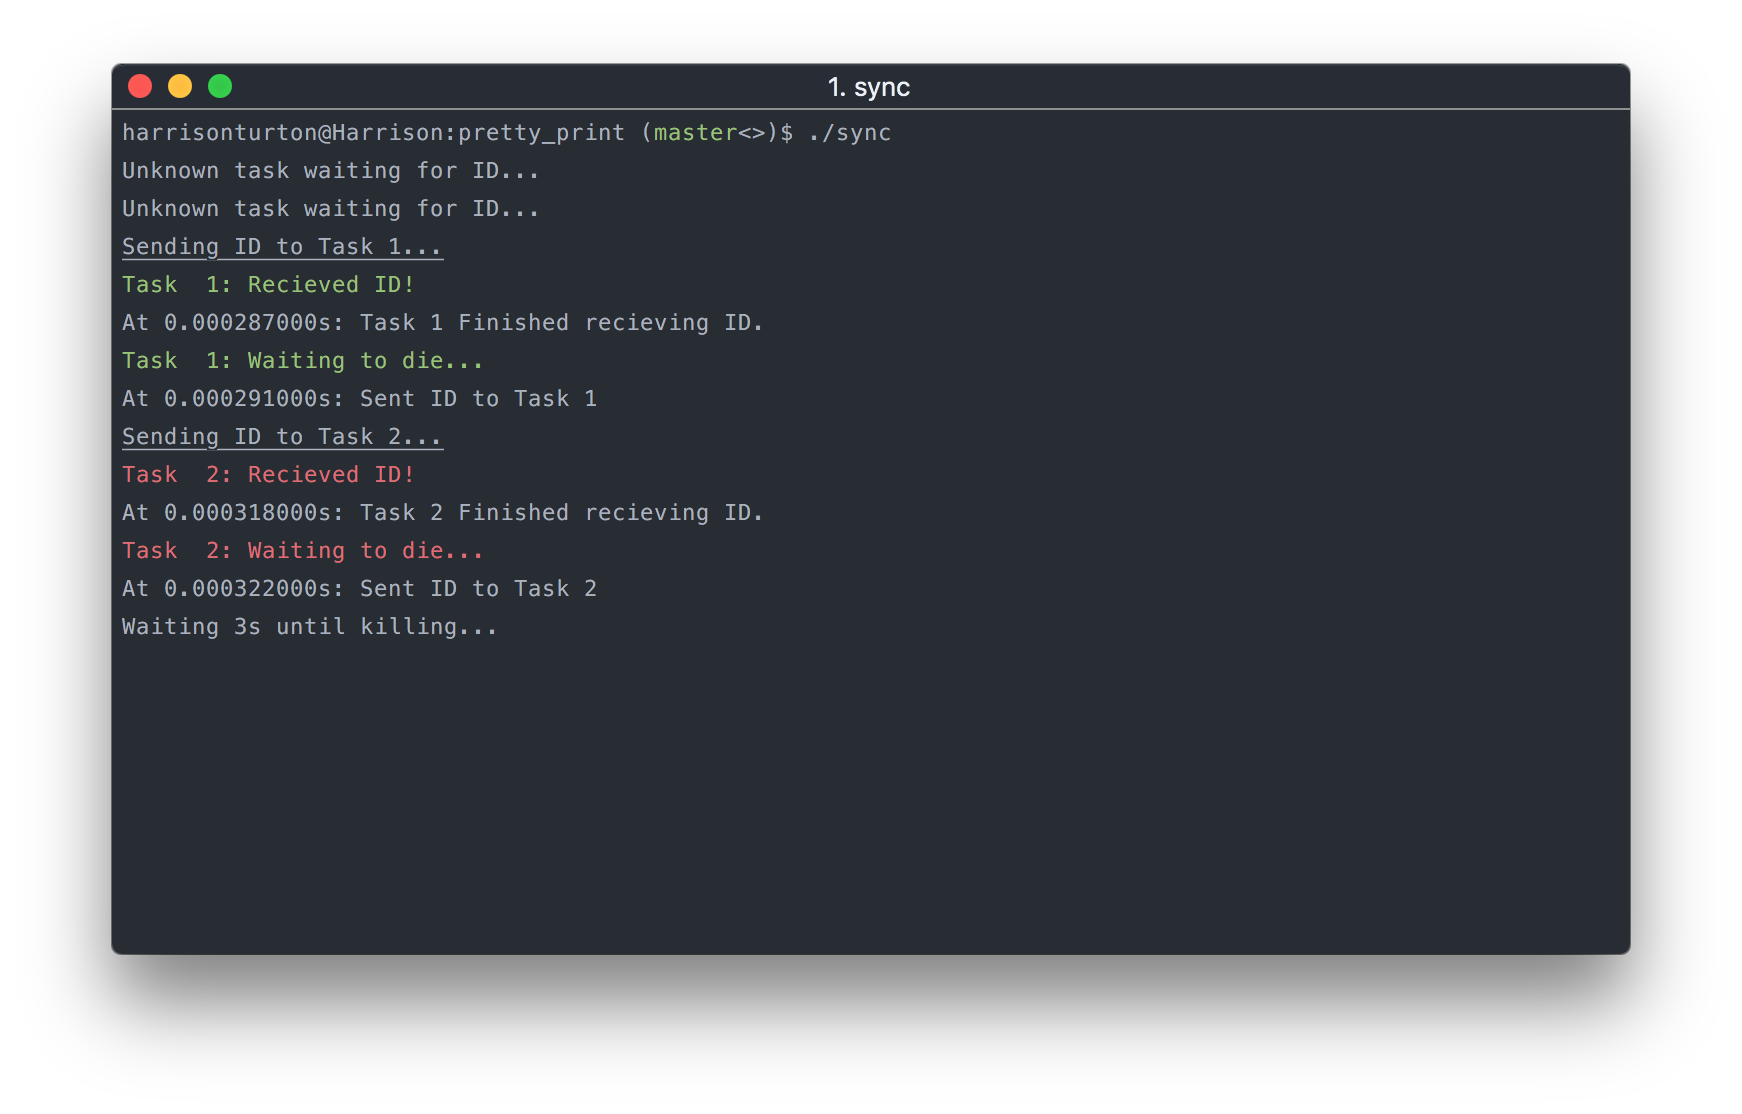 1. sync
harrisonturton@Harrison:pretty_print (master<>)$ ./sync
Unknown task waiting for ID...
Unknown task waiting for ID...
Sending ID to Task 1...
Task  1: Recieved ID!
At 0.000287000s: Task 1 Finished recieving ID.
Task  1: Waiting to die...
At 0.000291000s: Sent ID to Task 1
Sending ID to Task 2...
Task  2: Recieved ID!
At 0.000318000s: Task 2 Finished recieving ID.
Task  2: Waiting to die...
At 0.000322000s: Sent ID to Task 2
Waiting 3s until killing...